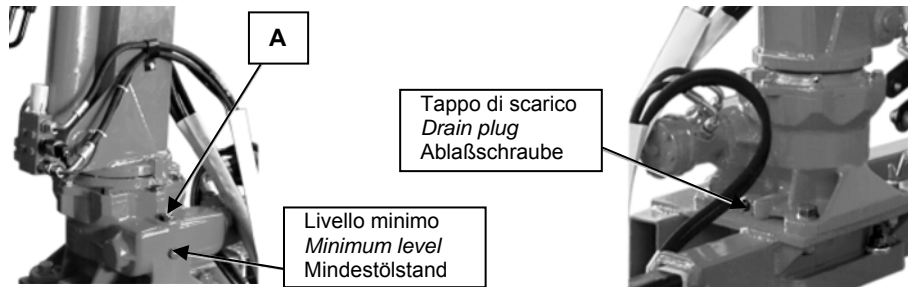 A
Tappo di scarico
Drain plug
Ablaßschraube
Livello minimo
Minimum level
Mindestölstand